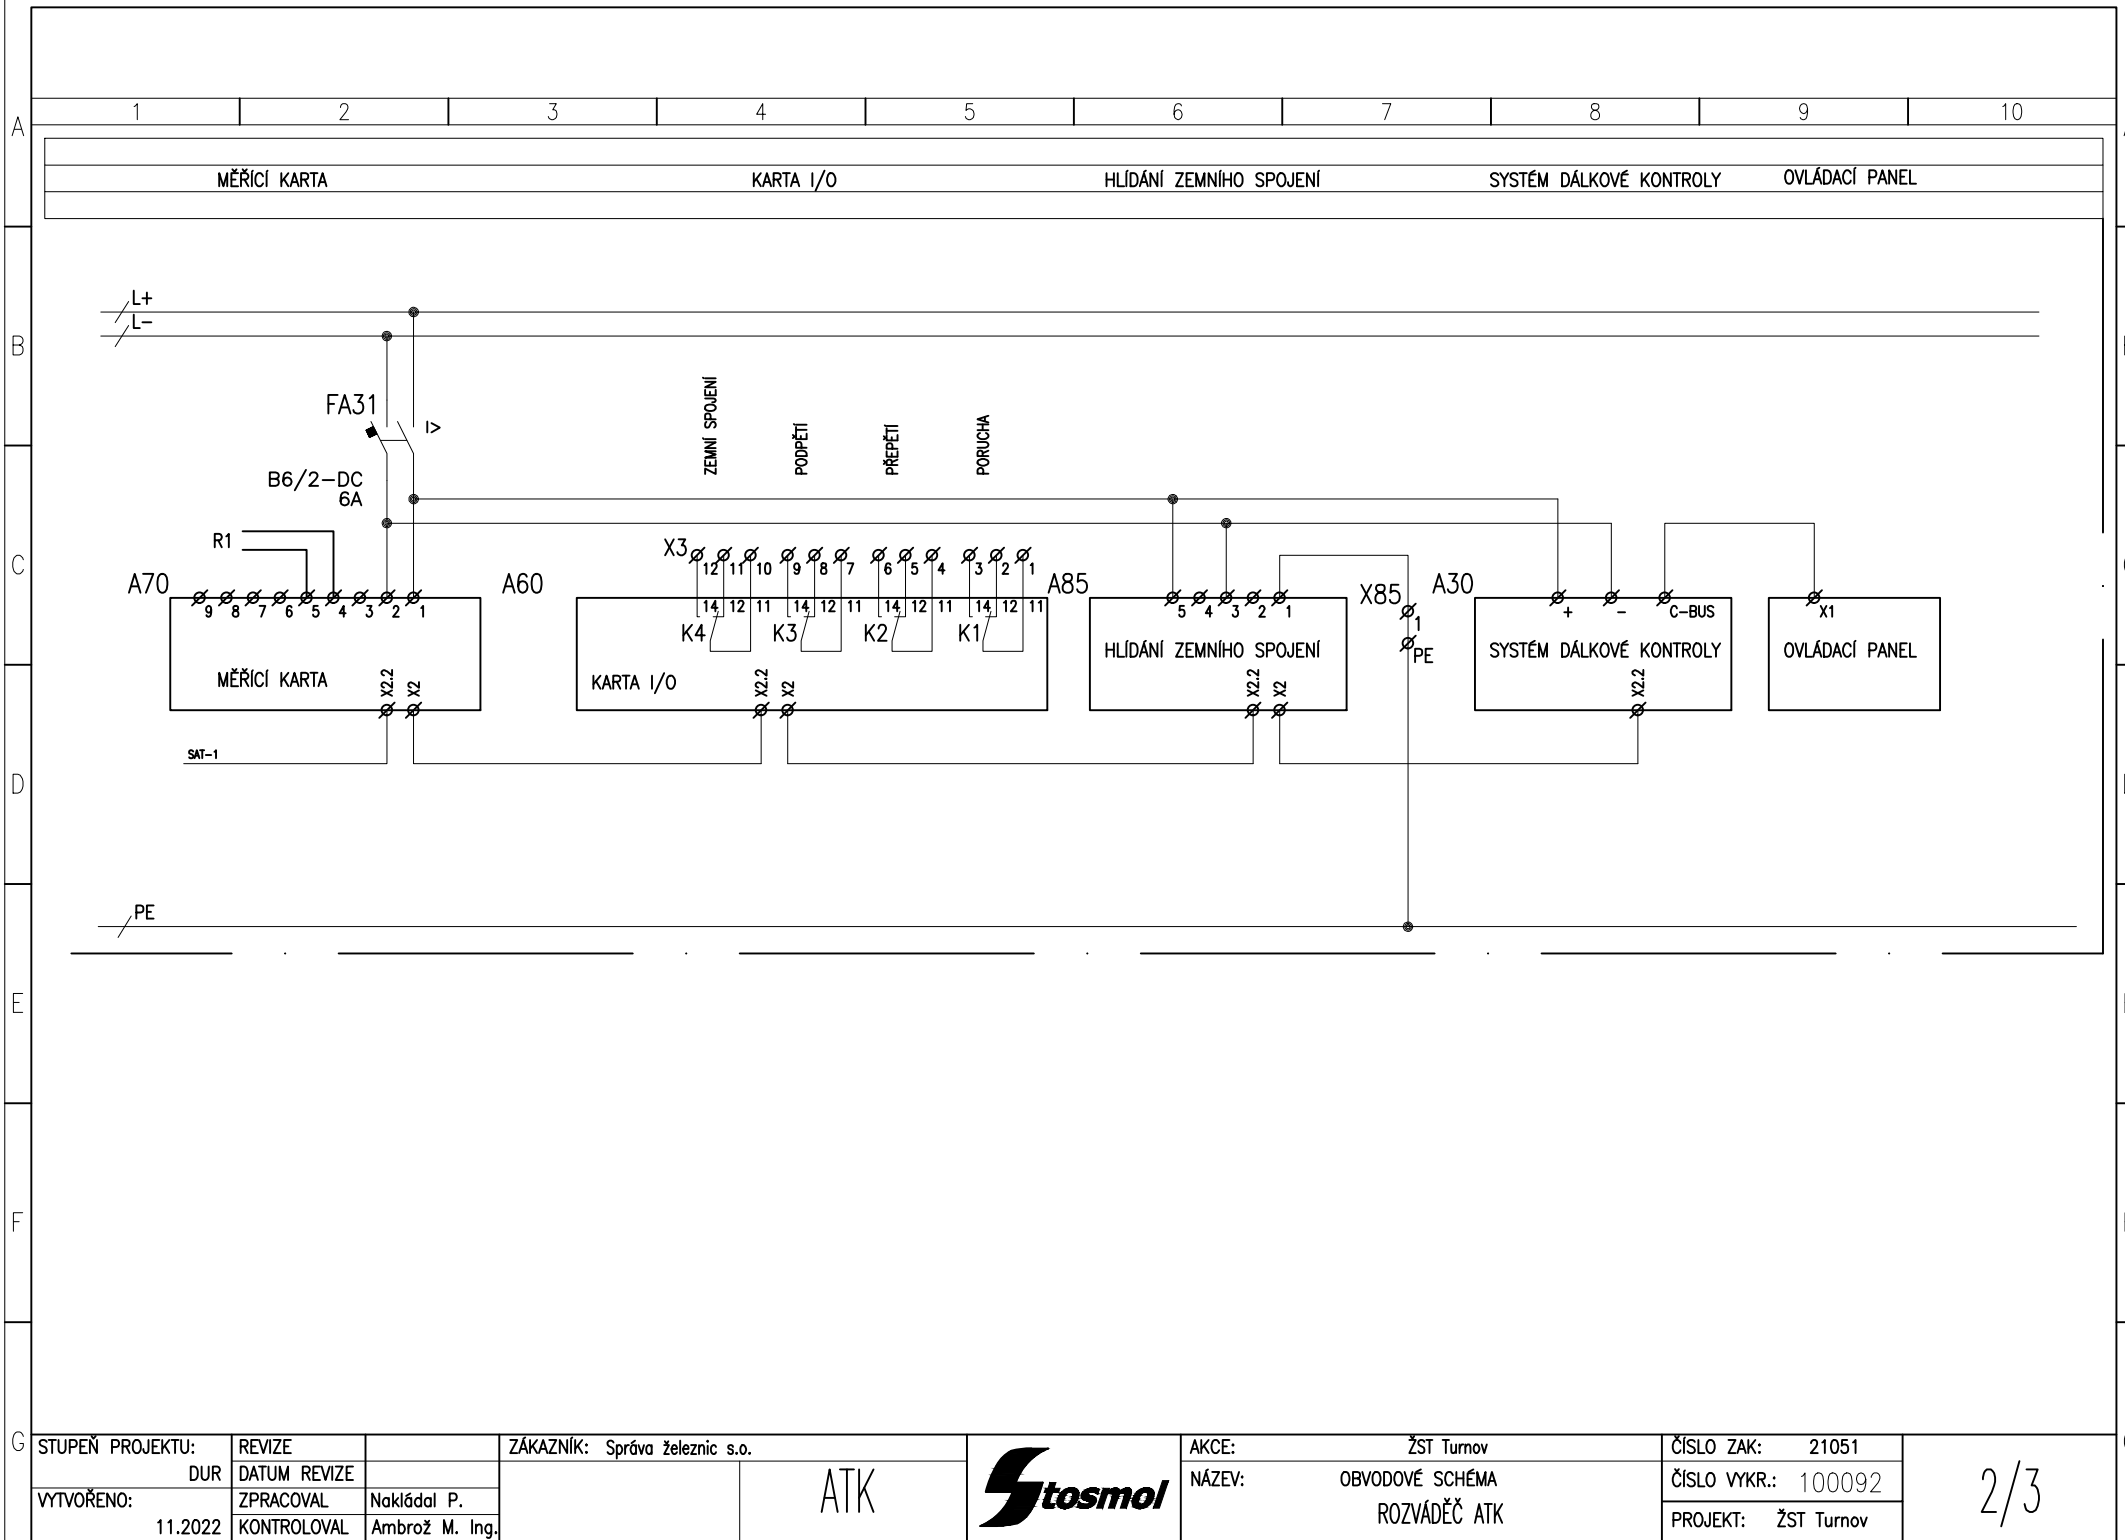 1 2 3 4 5 6 7 8 9 10
A
MĚŘÍCÍ KARTA KARTA I/O HLÍDÁNÍ ZEMNÍHO SPOJENÍ SYSTÉM DÁLKOVÉ KONTROLY OVLÁDACÍ PANEL
L+
L-
B
FA31
I>
ZEMNÍ SPOJENÍ
PODPĚTÍ
PŘEPĚTÍ
PORUCHA
B6/2-DC
6A
R1
C
X3
12 11 10 9 8 7 6 5 4 3 2 1
A70
9 8 7 6 5 4 3 2 1
A60
14 12 11 14 12 11 14 12 11 14 12 11
K4 K3 K2 K1
A85
5 4 3 2 1
X85
1
PE
A30
+ - C-BUS
X1
MĚŘÍCÍ KARTA
KARTA I/O
HLÍDÁNÍ ZEMNÍHO SPOJENÍ
SYSTÉM DÁLKOVÉ KONTROLY
OVLÁDACÍ PANEL
X2.2 X2
X2.2 X2
X2.2 X2
X2.2
SAT-1
D
PE
E
F
G
STUPEŇ PROJEKTU:
DUR
VYTVOŘENO:
11.2022
REVIZE
DATUM REVIZE
ZPRACOVAL Nakládal P.
KONTROLOVAL Ambrož M. Ing.
ZÁKAZNÍK: Správa železnic s.o.
ATK
Stosmol
AKCE: ŽST Turnov
NÁZEV: OBVODOVÉ SCHÉMA
ROZVÁDĚČ ATK
ČÍSLO ZAK: 21051
ČÍSLO VYKR.: 100092
PROJEKT: ŽST Turnov
2/3